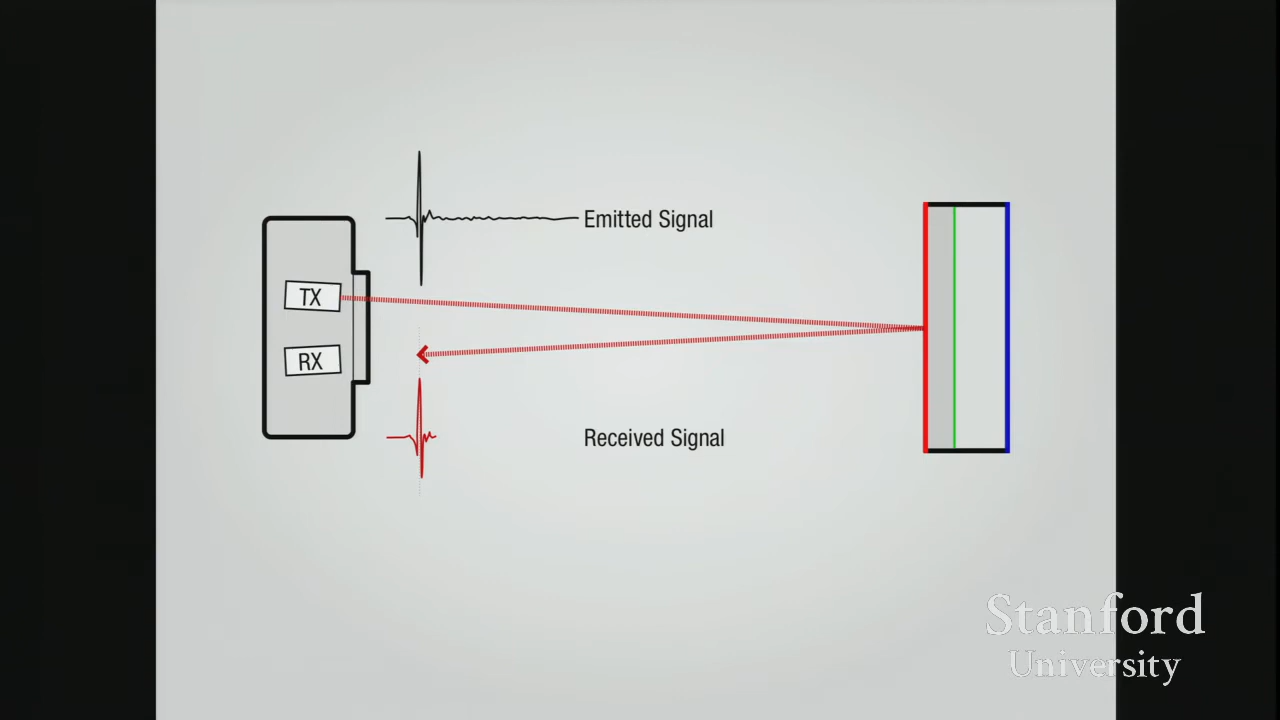 Emitted Signal
TX
RX
Received Signal
Stanford
University